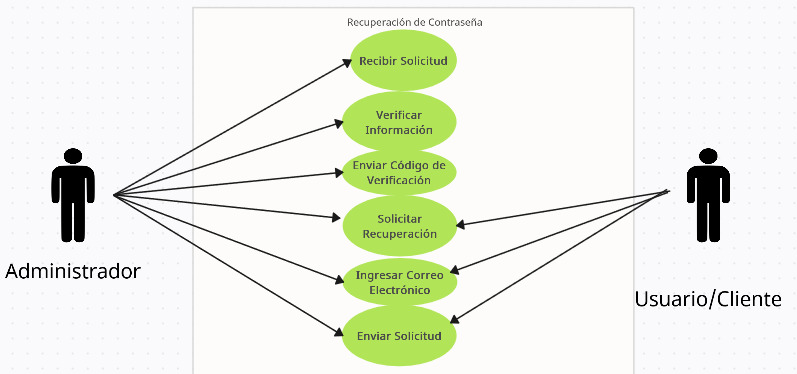 Recuperación de Contraseña
Recibir Solicitud
Verificar
Información
Enviar Código de
Verificación
Solicitar
Recuperación
Ingresar Correo
Electrónico
Enviar Solicitud
Administrador
Usuario/Cliente